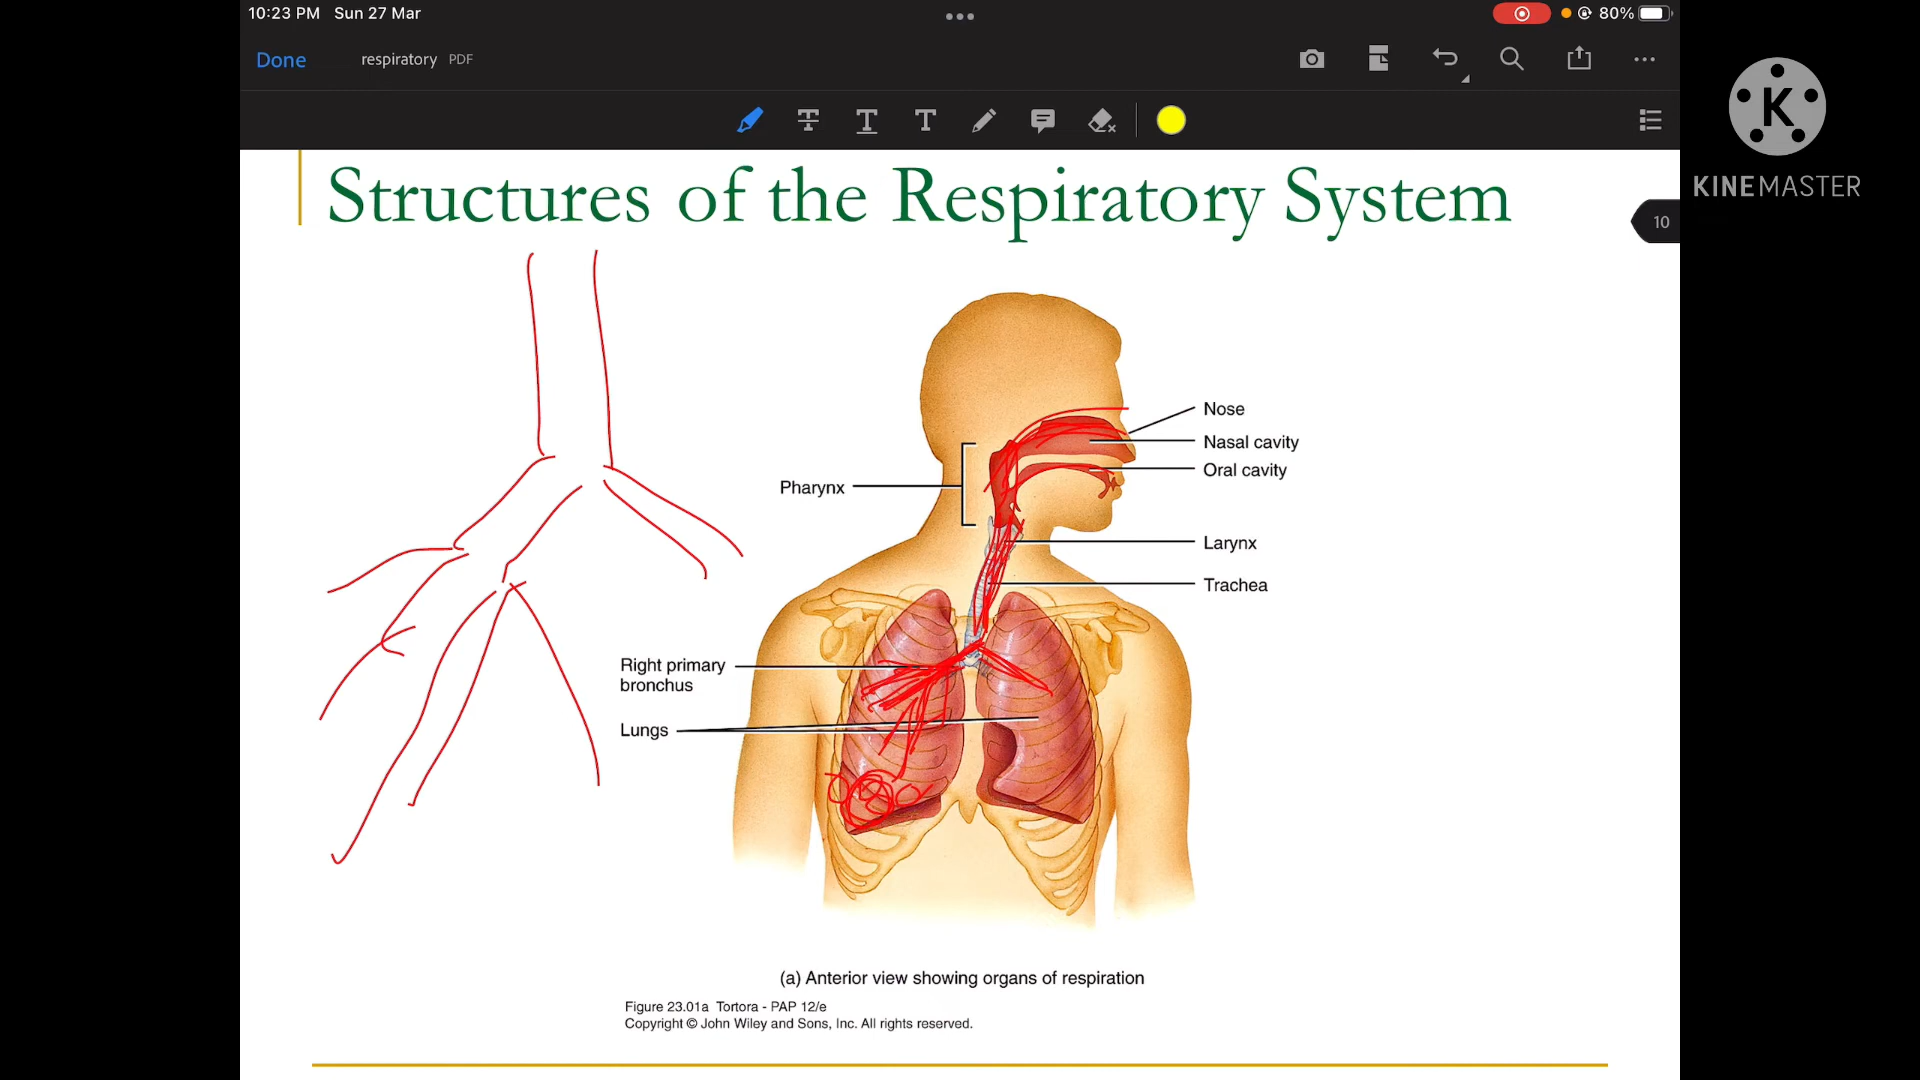 10:23 PM Sun 27 Mar
80%
Done
respiratory PDF
K
KINEMASTER
Structures of the Respiratory System
10
Nose
Nasal cavity
Oral cavity
Pharynx
Larynx
Trachea
Right primary
bronchus
Lungs
(a) Anterior view showing organs of respiration
Figure 23.01a Tortora - PAP 12/e
Copyright © John Wiley and Sons, Inc. All rights reserved.